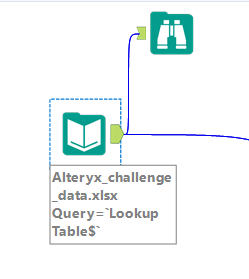 Alteryx_challenge
_data.xlsx
Query=`Lookup
Table$`